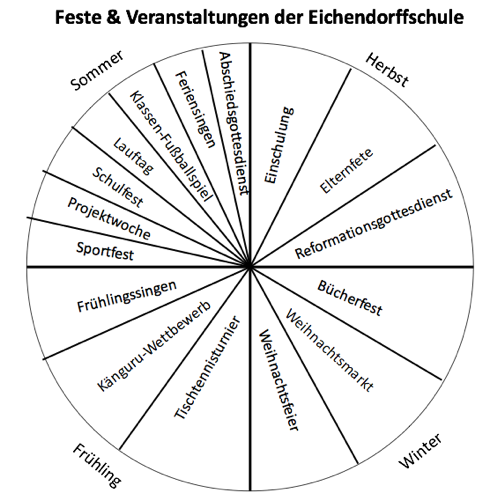 Feste & Veranstaltungen der Eichendorffschule
Herbst
Einschulung
Elternfete
Reformationsgottesdienst
Winter
Bücherfest
Weihnachtsmarkt
Weihnachtsfeier
Frühling
Tischtennisturnier
Känguru-Wettbewerb
Frühlingssingen
Sommer
Sportfest
Projektwoche
Schulfest
Lauftag
Klassen-Fußballspiel
Feriensingen
Abschiedsgottesdienst